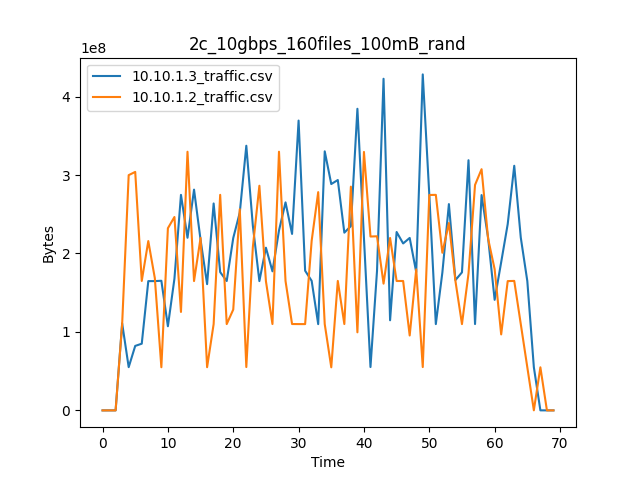 2c_10gbps_160files_100mB_rand
1e8
10.10.1.3_traffic.csv
10.10.1.2_traffic.csv
4
3
2
1
0
Bytes
0 10 20 30 40 50 60 70
Time